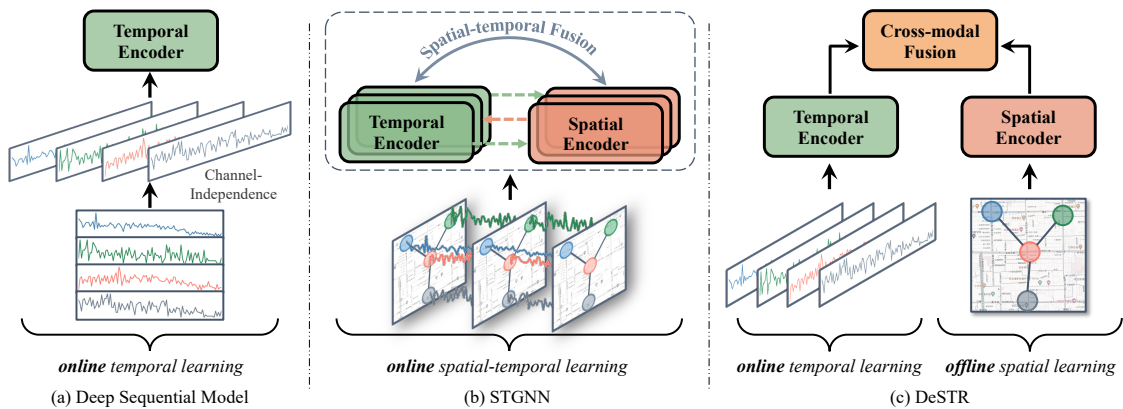 Temporal
Encoder
Channel-
Independence
online temporal learning
(a) Deep Sequential Model
Spatial-temporal Fusion
Temporal
Encoder
Spatial
Encoder
online spatial-temporal learning
(b) STGNN
Cross-modal
Fusion
Temporal
Encoder
Spatial
Encoder
online temporal learning
offline spatial learning
(c) DeSTR